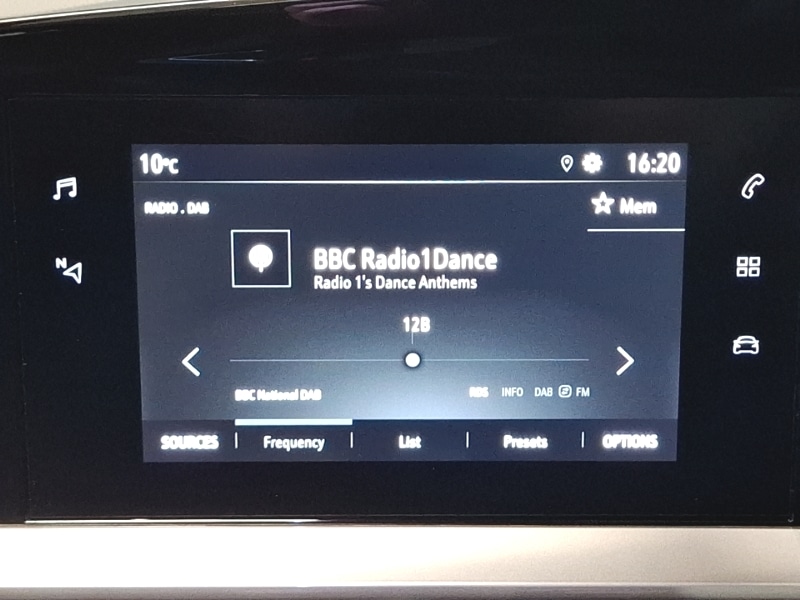 10°C 16:20
RADIO . DAB
Mem
N
BBC Radio1Dance
Radio 1's Dance Anthems
12B
BBC National DAB RDS INFO DAB FM
SOURCES Frequency List Presets OPTIONS